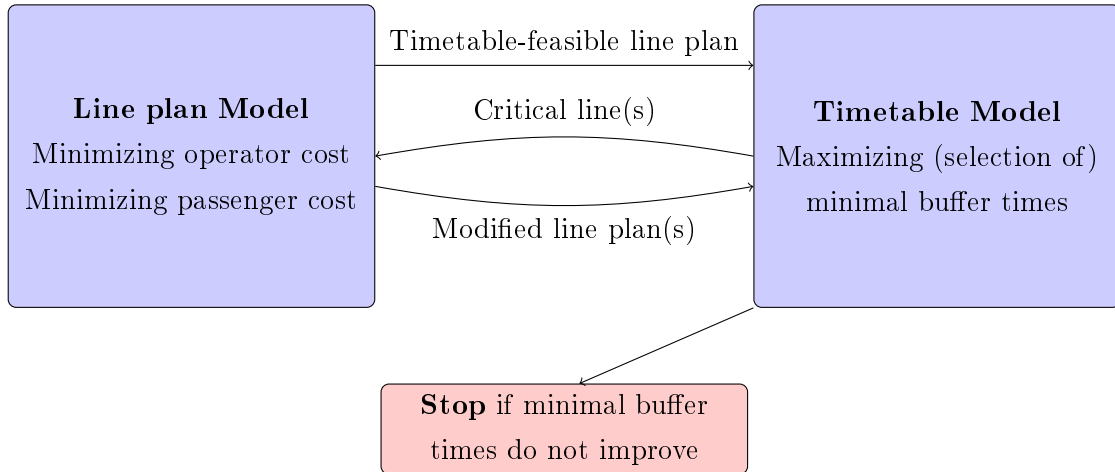 Timetable-feasible line plan
Line plan Model
Minimizing operator cost
Minimizing passenger cost
Critical line(s)
Modified line plan(s)
Timetable Model
Maximizing (selection of)
minimal buffer times
Stop if minimal buffer
times do not improve